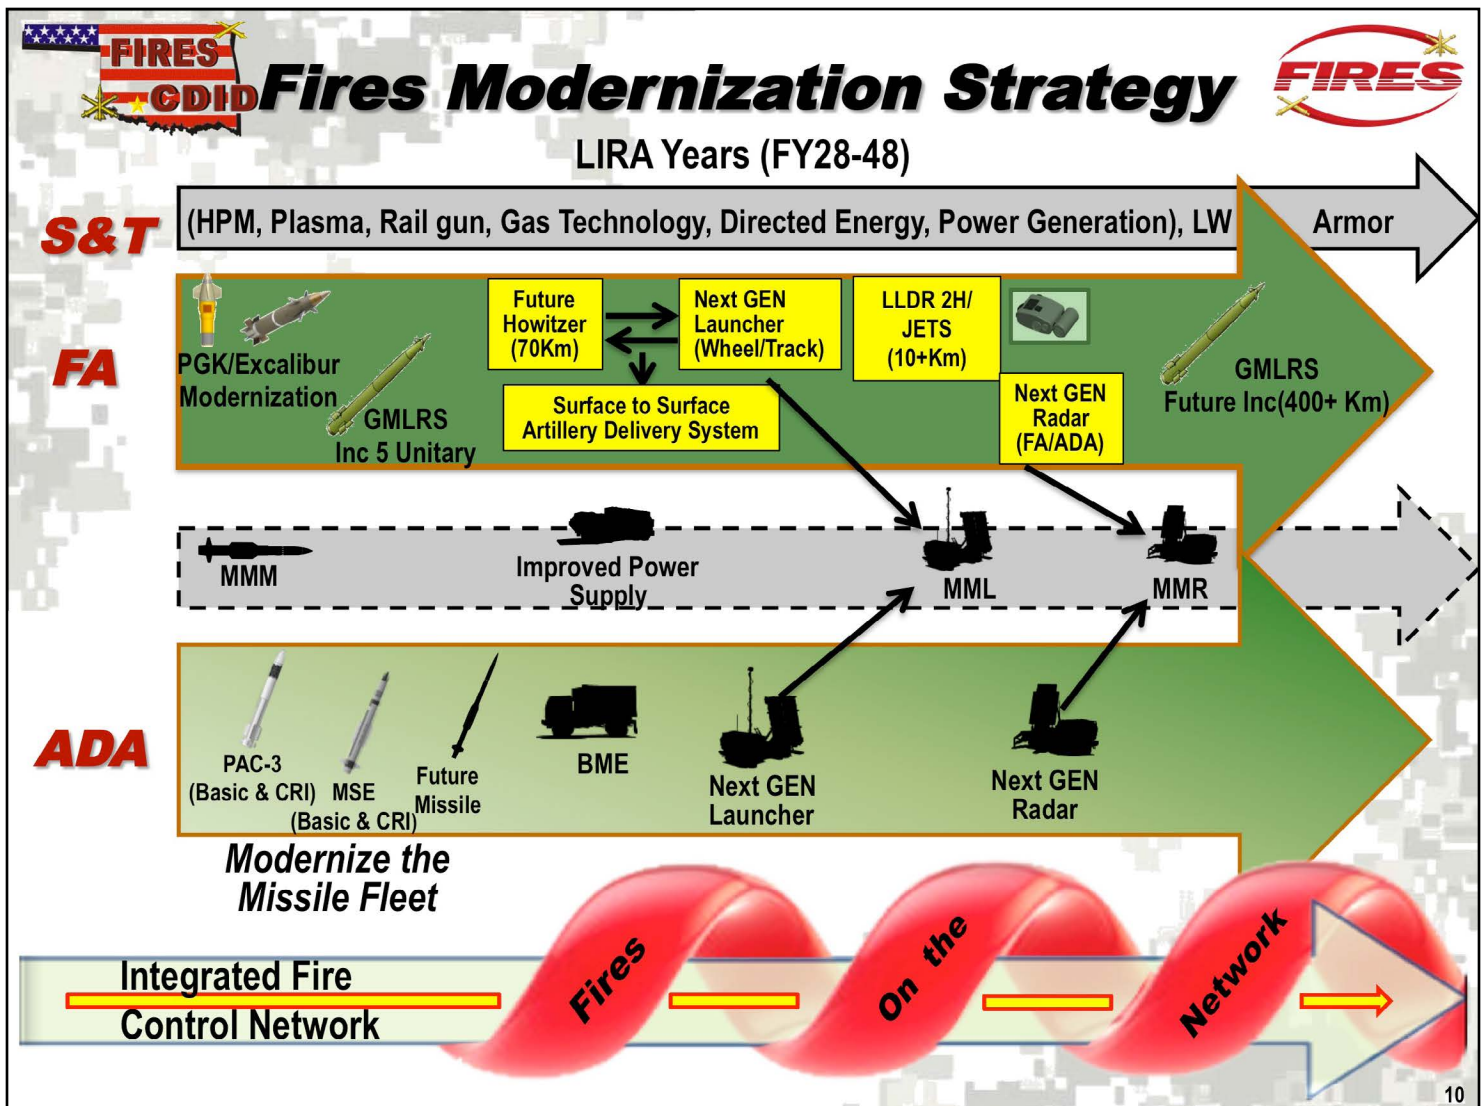 FIRES
CDID
Fires Modernization Strategy
FIRES
LIRA Years (FY28-48)
S&T
(HPM, Plasma, Rail gun, Gas Technology, Directed Energy, Power Generation), LW Armor
FA
PGK/Excalibur
Modernization
GMLRS
Inc 5 Unitary
Future
Howitzer
(70Km)
Next GEN
Launcher
(Wheel/Track)
Surface to Surface
Artillery Delivery System
LLDR 2H/
JETS
(10+Km)
Next GEN
Radar
(FA/ADA)
GMLRS
Future Inc(400+ Km)
MMM
Improved Power
Supply
MML
MMR
ADA
PAC-3
(Basic & CRI)
MSE
(Basic & CRI)
Future
Missile
BME
Next GEN
Launcher
Next GEN
Radar
Modernize the
Missile Fleet
Integrated Fire
Control Network
Fires
On the
Network
10